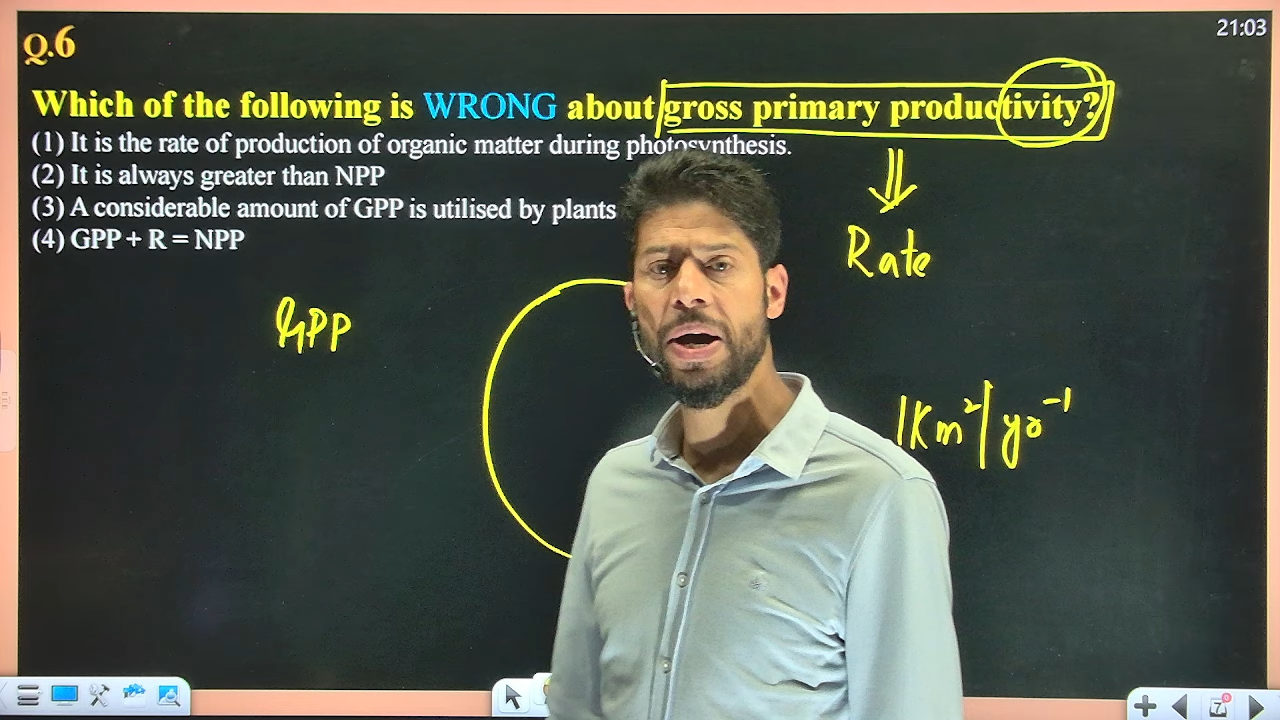 21:03
Q.6
Which of the following is WRONG about gross primary productivity?
(1) It is the rate of production of organic matter during photosynthesis.
(2) It is always greater than NPP
(3) A considerable amount of GPP is utilised by plants
(4) GPP + R = NPP
Rate
GPP
1Km²/yr⁻¹
7